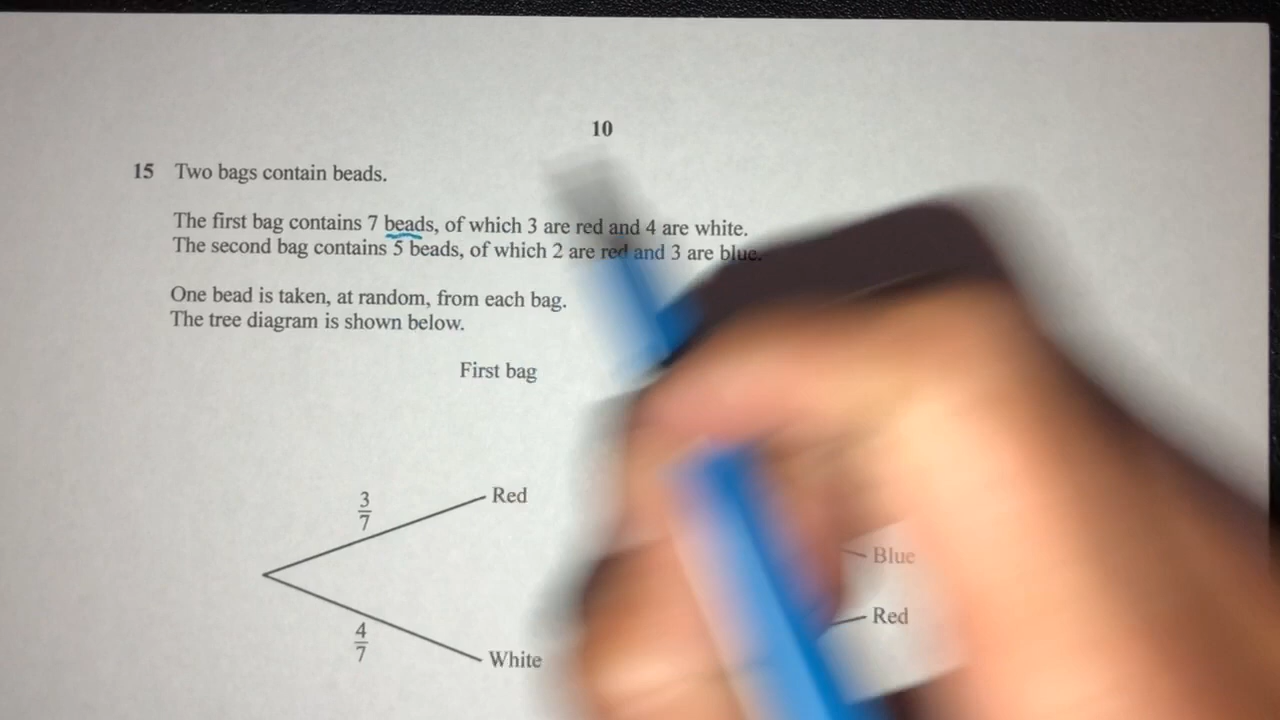 10
15 Two bags contain beads.
The first bag contains 7 beads, of which 3 are red and 4 are white.
The second bag contains 5 beads, of which 2 are red and 3 are blue.
One bead is taken, at random, from each bag.
The tree diagram is shown below.
First bag
3/7
Red
Blue
Red
4/7
White